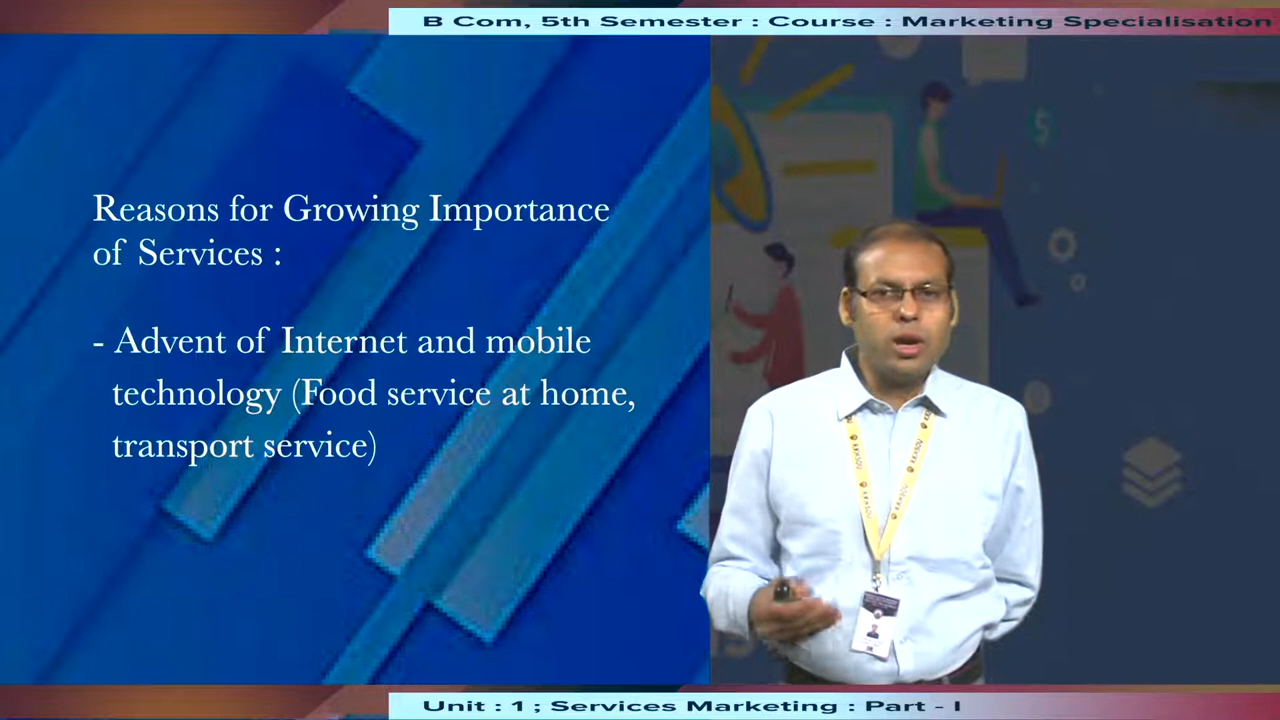 B Com, 5th Semester : Course : Marketing Specialisation
Reasons for Growing Importance
of Services :
- Advent of Internet and mobile
technology (Food service at home,
transport service)
KKHSOU
Unit : 1 ; Services Marketing : Part - I